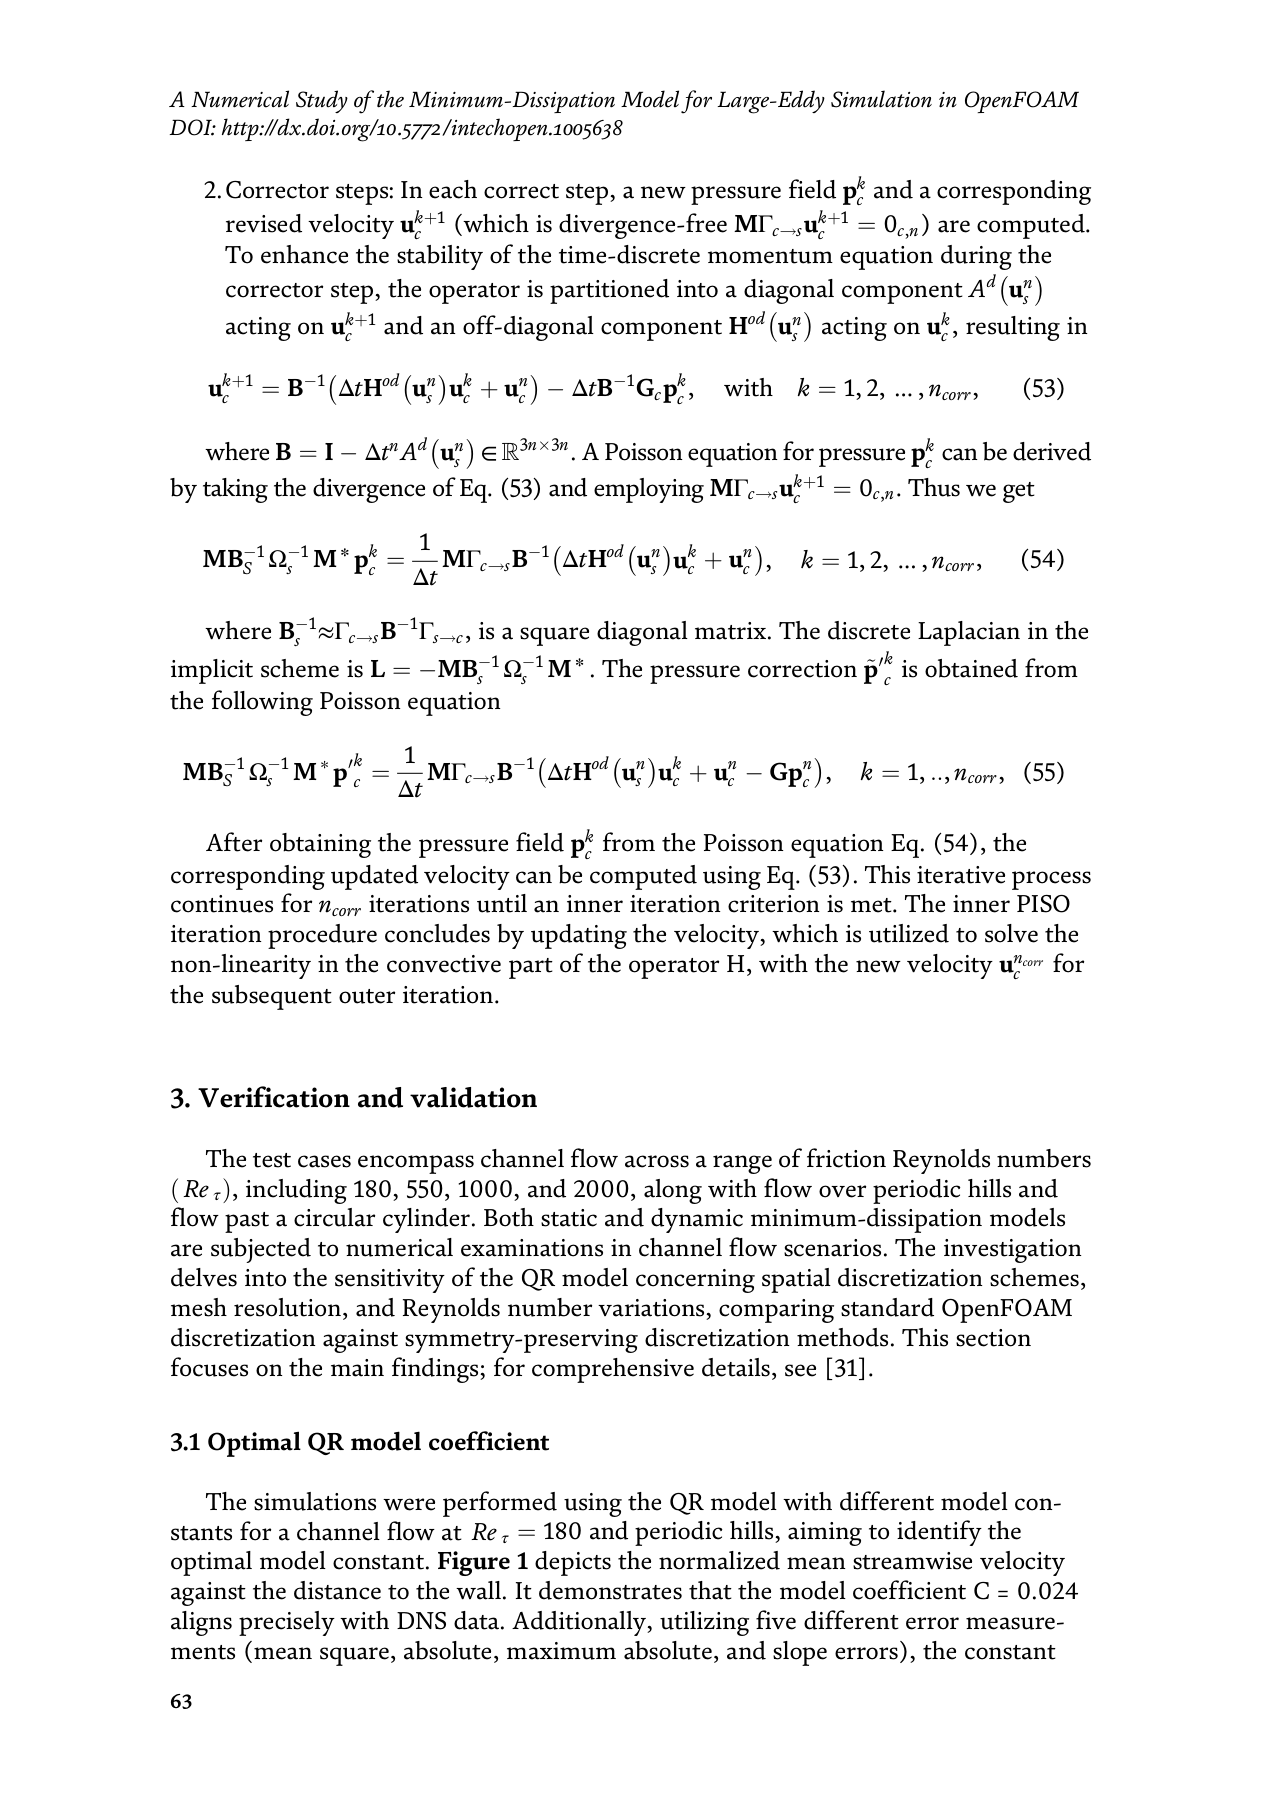 A Numerical Study of the Minimum-Dissipation Model for Large-Eddy Simulation in OpenFOAM
DOI: http://dx.doi.org/10.5772/intechopen.1005638
2. Corrector steps: In each correct step, a new pressure field $\mathbf{p}_c^k$ and a corresponding
revised velocity $\mathbf{u}_c^{k+1}$ (which is divergence-free $\mathbf{M}\Gamma_{c \to s}\mathbf{u}_c^{k+1} = 0_{c,n}$) are computed.
To enhance the stability of the time-discrete momentum equation during the
corrector step, the operator is partitioned into a diagonal component $A^d(\mathbf{u}_s^n)$
acting on $\mathbf{u}_c^{k+1}$ and an off-diagonal component $\mathbf{H}^{od}(\mathbf{u}_s^n)$ acting on $\mathbf{u}_c^k$, resulting in
$\mathbf{u}_c^{k+1} = \mathbf{B}^{-1}(\Delta t\mathbf{H}^{od}(\mathbf{u}_s^n)\mathbf{u}_c^k + \mathbf{u}_c^n) - \Delta t\mathbf{B}^{-1}\mathbf{G}_c\mathbf{p}_c^k$, with $k = 1, 2, \ldots, n_{corr}$, (53)
where $\mathbf{B} = \mathbf{I} - \Delta t^n A^d(\mathbf{u}_s^n) \in \mathbb{R}^{3n \times 3n}$. A Poisson equation for pressure $\mathbf{p}_c^k$ can be derived
by taking the divergence of Eq. (53) and employing $\mathbf{M}\Gamma_{c \to s}\mathbf{u}_c^{k+1} = 0_{c,n}$. Thus we get
$\mathbf{M}\mathbf{B}_S^{-1}\Omega_s^{-1}\mathbf{M}^*\mathbf{p}_c^k = \frac{1}{\Delta t}\mathbf{M}\Gamma_{c \to s}\mathbf{B}^{-1}(\Delta t\mathbf{H}^{od}(\mathbf{u}_s^n)\mathbf{u}_c^k + \mathbf{u}_c^n)$, $k = 1, 2, \ldots, n_{corr}$, (54)
where $\mathbf{B}_s^{-1} \approx \Gamma_{c \to s}\mathbf{B}^{-1}\Gamma_{s \to c}$, is a square diagonal matrix. The discrete Laplacian in the
implicit scheme is $\mathbf{L} = -\mathbf{M}\mathbf{B}_s^{-1}\Omega_s^{-1}\mathbf{M}^*$. The pressure correction $\tilde{\mathbf{p}}_c^{\prime k}$ is obtained from
the following Poisson equation
$\mathbf{M}\mathbf{B}_S^{-1}\Omega_s^{-1}\mathbf{M}^*\mathbf{p}_c^{\prime k} = \frac{1}{\Delta t}\mathbf{M}\Gamma_{c \to s}\mathbf{B}^{-1}(\Delta t\mathbf{H}^{od}(\mathbf{u}_s^n)\mathbf{u}_c^k + \mathbf{u}_c^n - \mathbf{G}\mathbf{p}_c^n)$, $k = 1, .., n_{corr}$, (55)
After obtaining the pressure field $\mathbf{p}_c^k$ from the Poisson equation Eq. (54), the
corresponding updated velocity can be computed using Eq. (53). This iterative process
continues for $n_{corr}$ iterations until an inner iteration criterion is met. The inner PISO
iteration procedure concludes by updating the velocity, which is utilized to solve the
non-linearity in the convective part of the operator H, with the new velocity $\mathbf{u}_c^{n_{corr}}$ for
the subsequent outer iteration.
3. Verification and validation
The test cases encompass channel flow across a range of friction Reynolds numbers
($Re_\tau$), including 180, 550, 1000, and 2000, along with flow over periodic hills and
flow past a circular cylinder. Both static and dynamic minimum-dissipation models
are subjected to numerical examinations in channel flow scenarios. The investigation
delves into the sensitivity of the QR model concerning spatial discretization schemes,
mesh resolution, and Reynolds number variations, comparing standard OpenFOAM
discretization against symmetry-preserving discretization methods. This section
focuses on the main findings; for comprehensive details, see [31].
3.1 Optimal QR model coefficient
The simulations were performed using the QR model with different model con-
stants for a channel flow at $Re_\tau = 180$ and periodic hills, aiming to identify the
optimal model constant. Figure 1 depicts the normalized mean streamwise velocity
against the distance to the wall. It demonstrates that the model coefficient C = 0.024
aligns precisely with DNS data. Additionally, utilizing five different error measure-
ments (mean square, absolute, maximum absolute, and slope errors), the constant
63